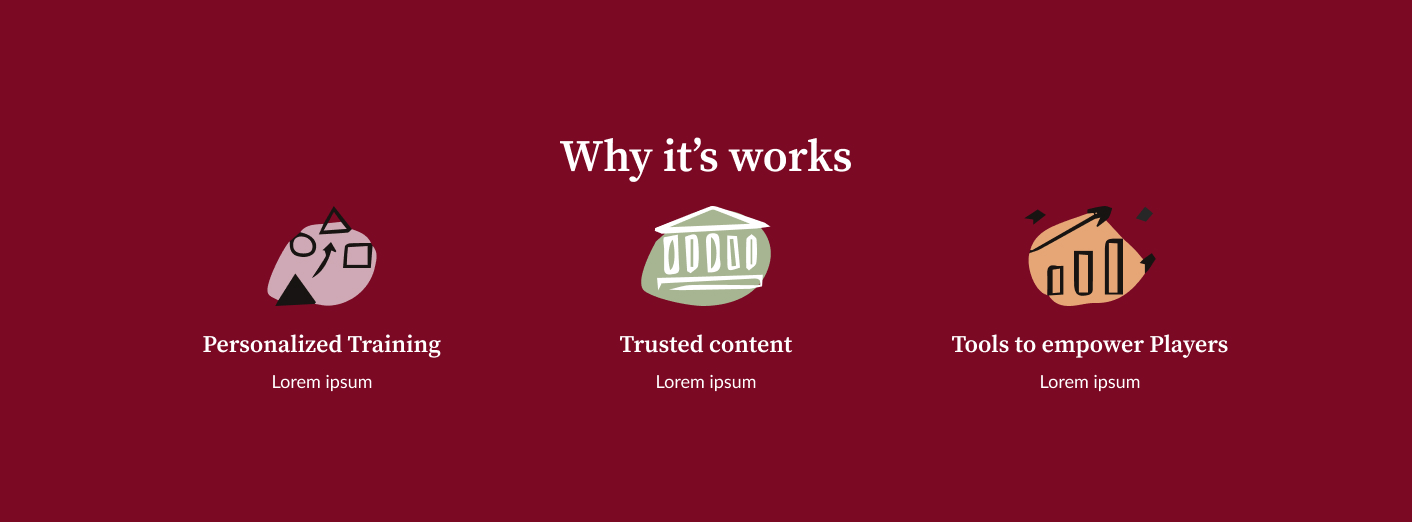 Why it’s works
Personalized Training
Trusted content
Tools to empower Players
Lorem ipsum
Lorem ipsum
Lorem ipsum